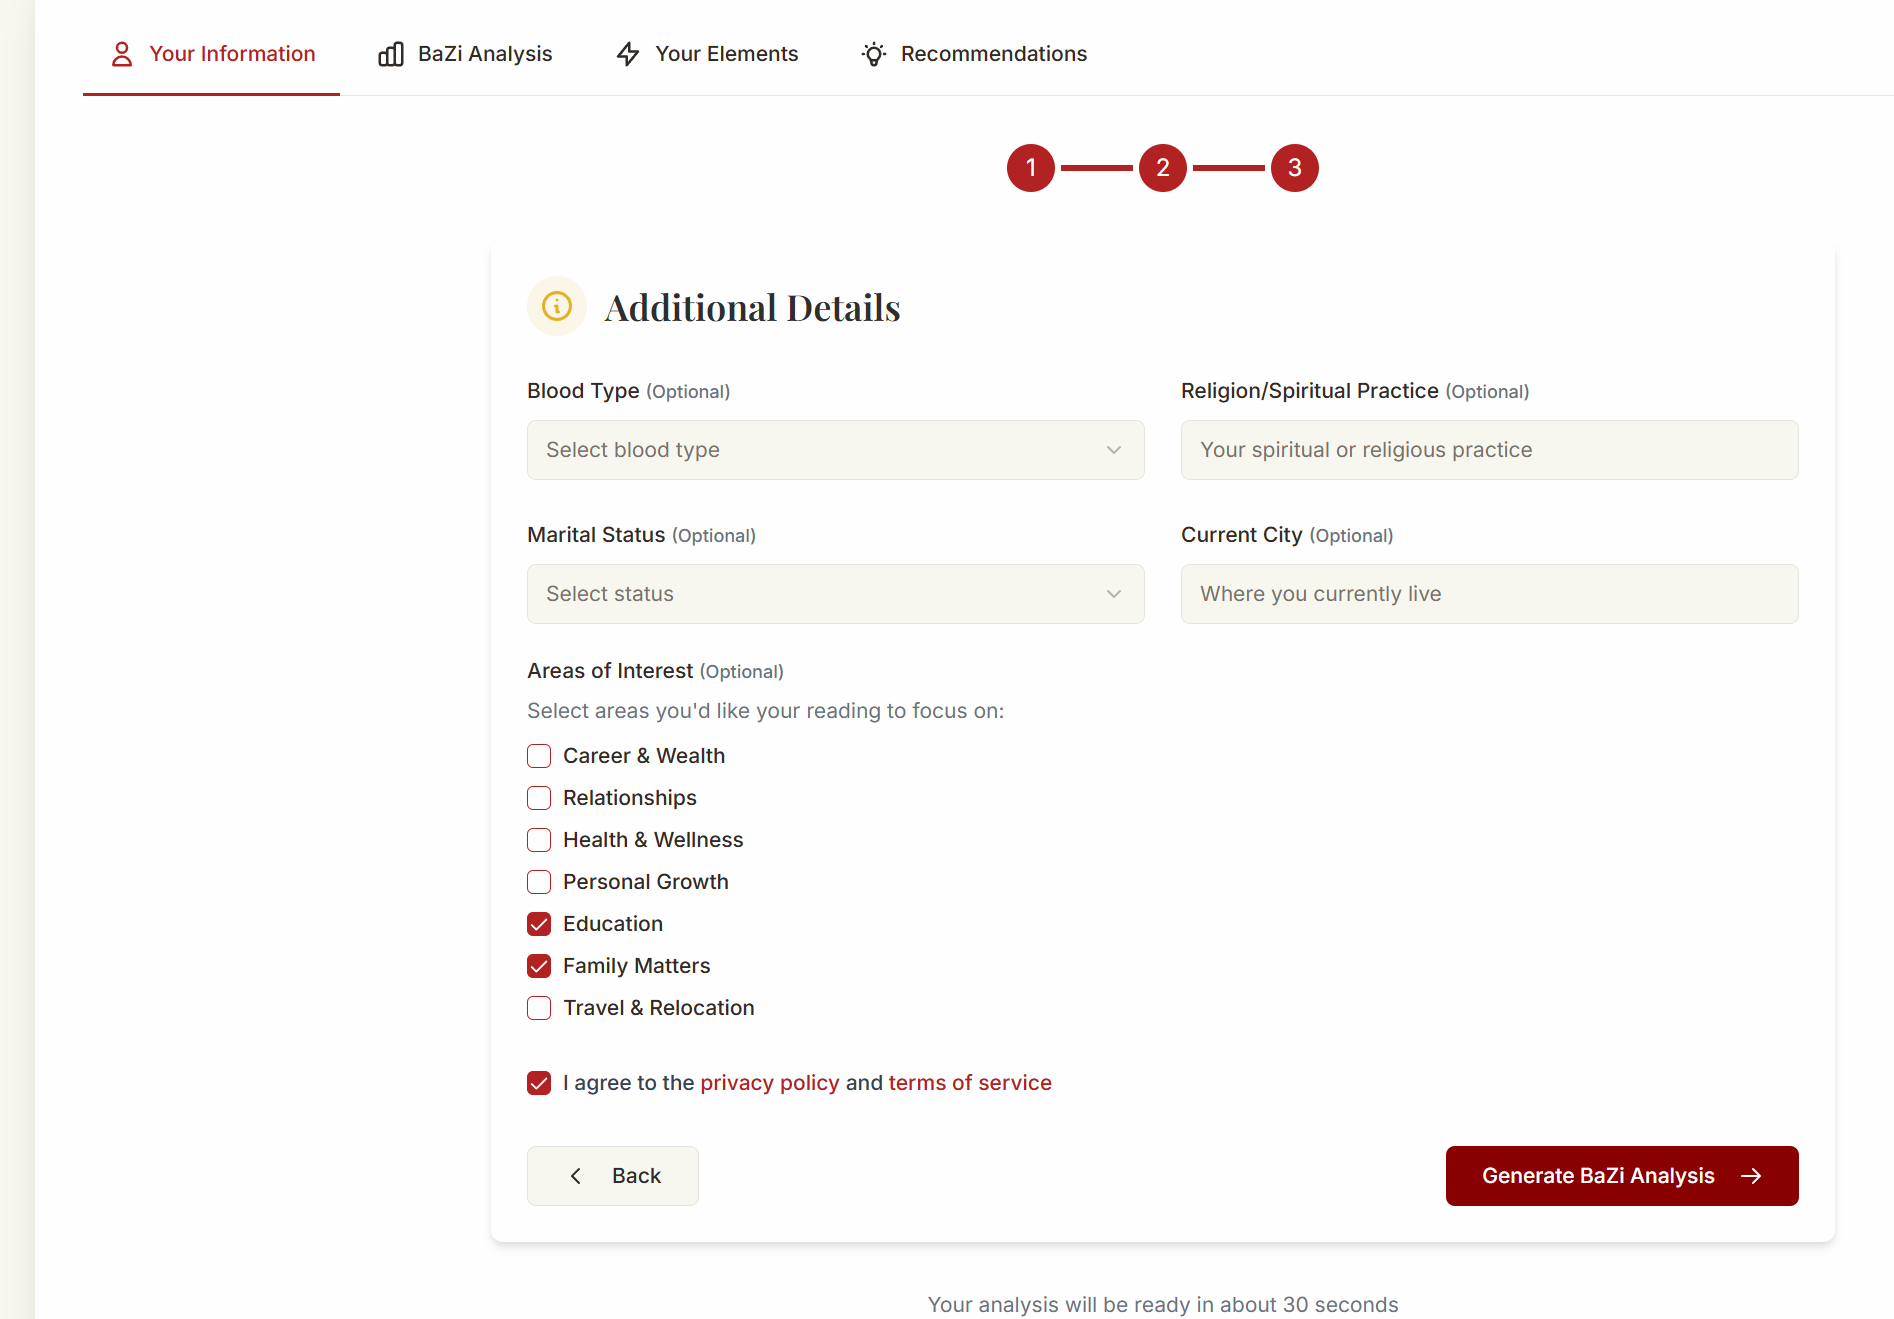 Your Information
BaZi Analysis
Your Elements
Recommendations
1
2
3
Additional Details
Blood Type (Optional)
Select blood type
Religion/Spiritual Practice (Optional)
Your spiritual or religious practice
Marital Status (Optional)
Select status
Current City (Optional)
Where you currently live
Areas of Interest (Optional)
Select areas you'd like your reading to focus on:
Career & Wealth
Relationships
Health & Wellness
Personal Growth
Education
Family Matters
Travel & Relocation
I agree to the privacy policy and terms of service
Back
Generate BaZi Analysis
Your analysis will be ready in about 30 seconds